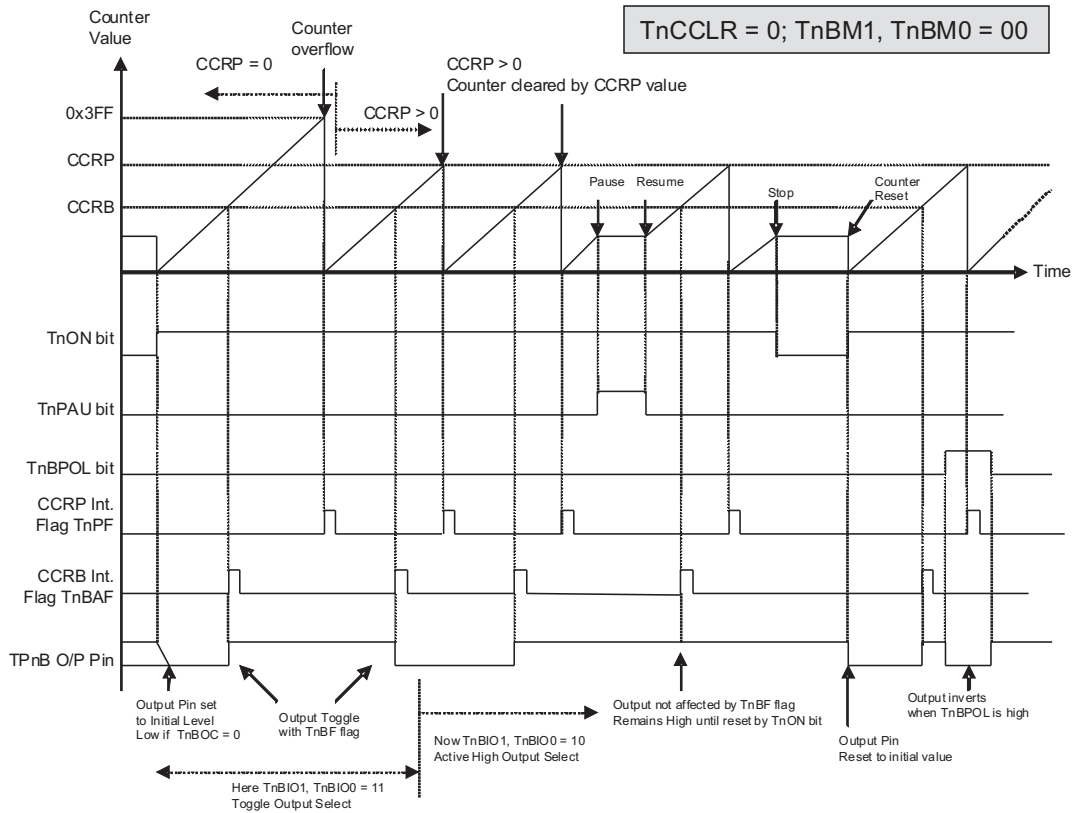 Counter
Value
TnCCLR = 0; TnBM1, TnBM0 = 00
Counter
overflow
CCRP = 0
CCRP > 0
CCRP > 0
Counter cleared by CCRP value
0x3FF
CCRP
CCRB
Pause
Resume
Stop
Counter
Reset
Time
TnON bit
TnPAU bit
TnBPOL bit
CCRP Int.
Flag TnPF
CCRB Int.
Flag TnBAF
TPnB O/P Pin
Output Pin set
to Initial Level
Low if TnBOC = 0
Output Toggle
with TnBF flag
Now TnBIO1, TnBIO0 = 10
Active High Output Select
Output not affected by TnBF flag
Remains High until reset by TnON bit
Output Pin
Reset to initial value
Output inverts
when TnBPOL is high
Here TnBIO1, TnBIO0 = 11
Toggle Output Select